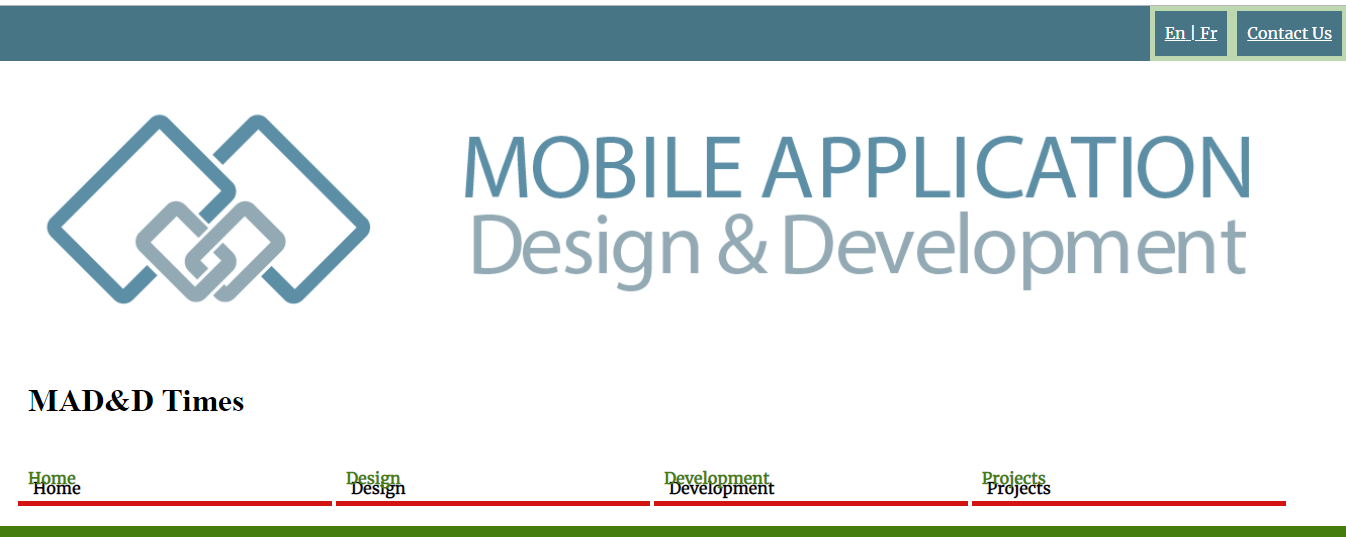 En | Fr Contact Us
MOBILE APPLICATION
Design & Development
MAD&D Times
Home Design Development Projects
Home Design Development Projects